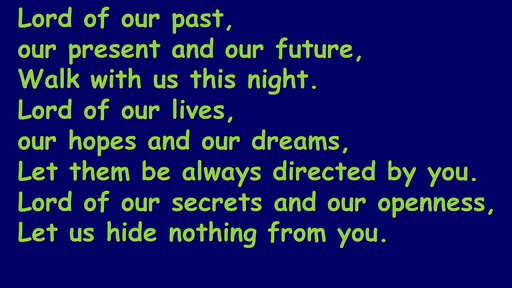 Lord of our past,
our present and our future,
Walk with us this night.
Lord of our lives,
our hopes and our dreams,
Let them be always directed by you.
Lord of our secrets and our openness,
Let us hide nothing from you.